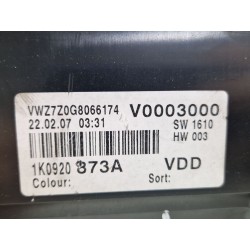 VWZ7Z0G8066174 V0003000
22.02.07 03:31 SW 1610
HW 003
1K0920 873A VDD
Colour: Sort: